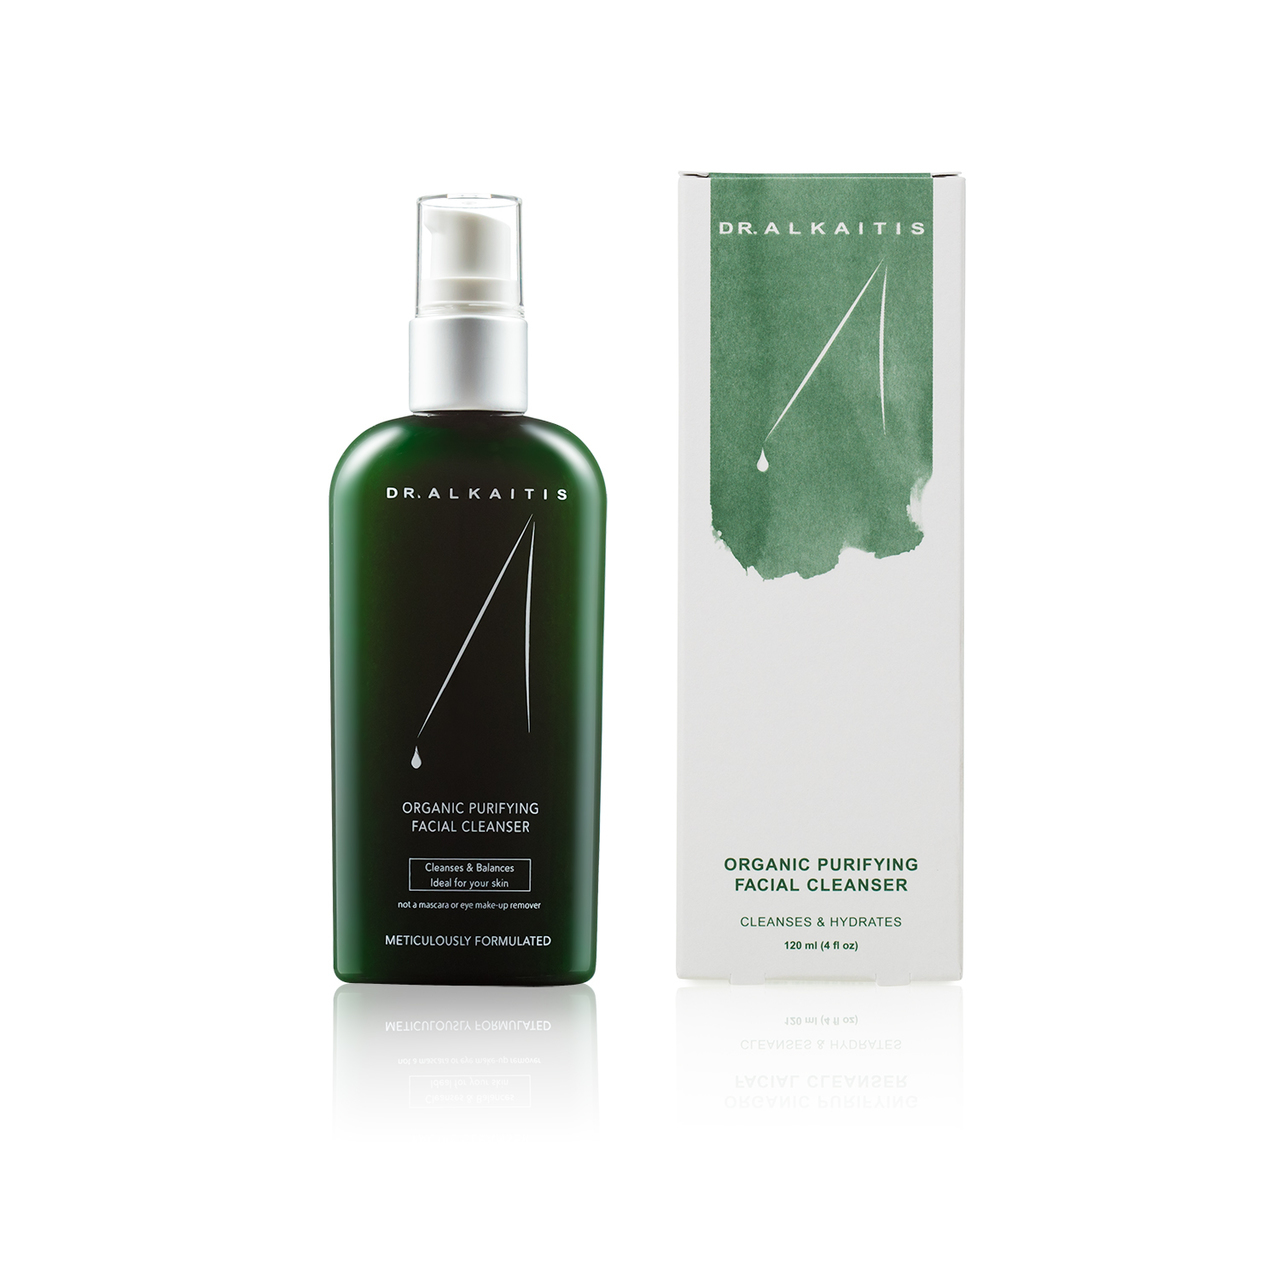 DR. ALKAITIS
ORGANIC PURIFYING
FACIAL CLEANSER
Cleanses & Balances
Ideal for your skin
not a mascara or eye make-up remover
METICULOUSLY FORMULATED
DR. ALKAITIS
ORGANIC PURIFYING
FACIAL CLEANSER
CLEANSES & HYDRATES
120 ml (4 fl oz)